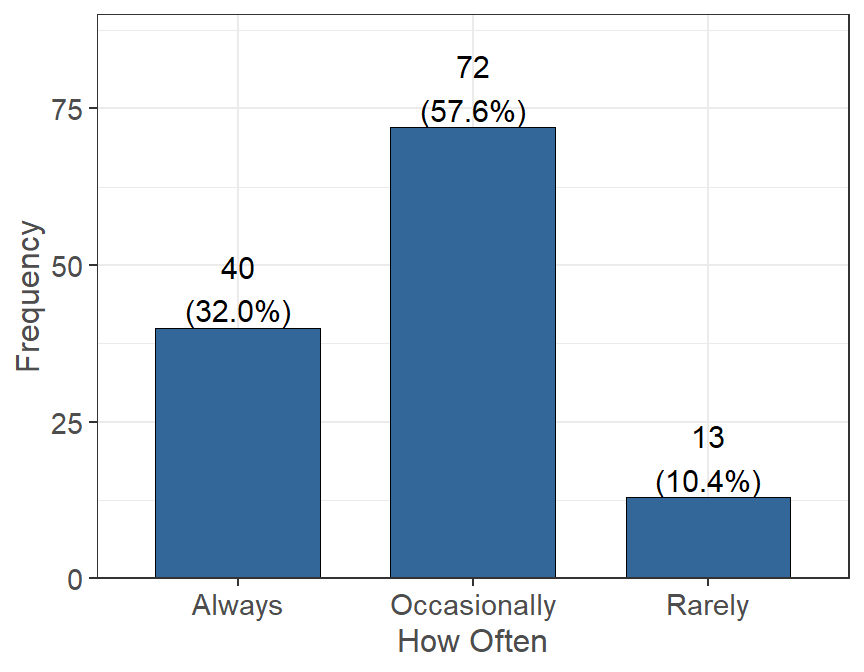 72
(57.6%)
75
40
(32.0%)
50
Frequency
25
13
(10.4%)
0
Always
Occasionally
Rarely
How Often